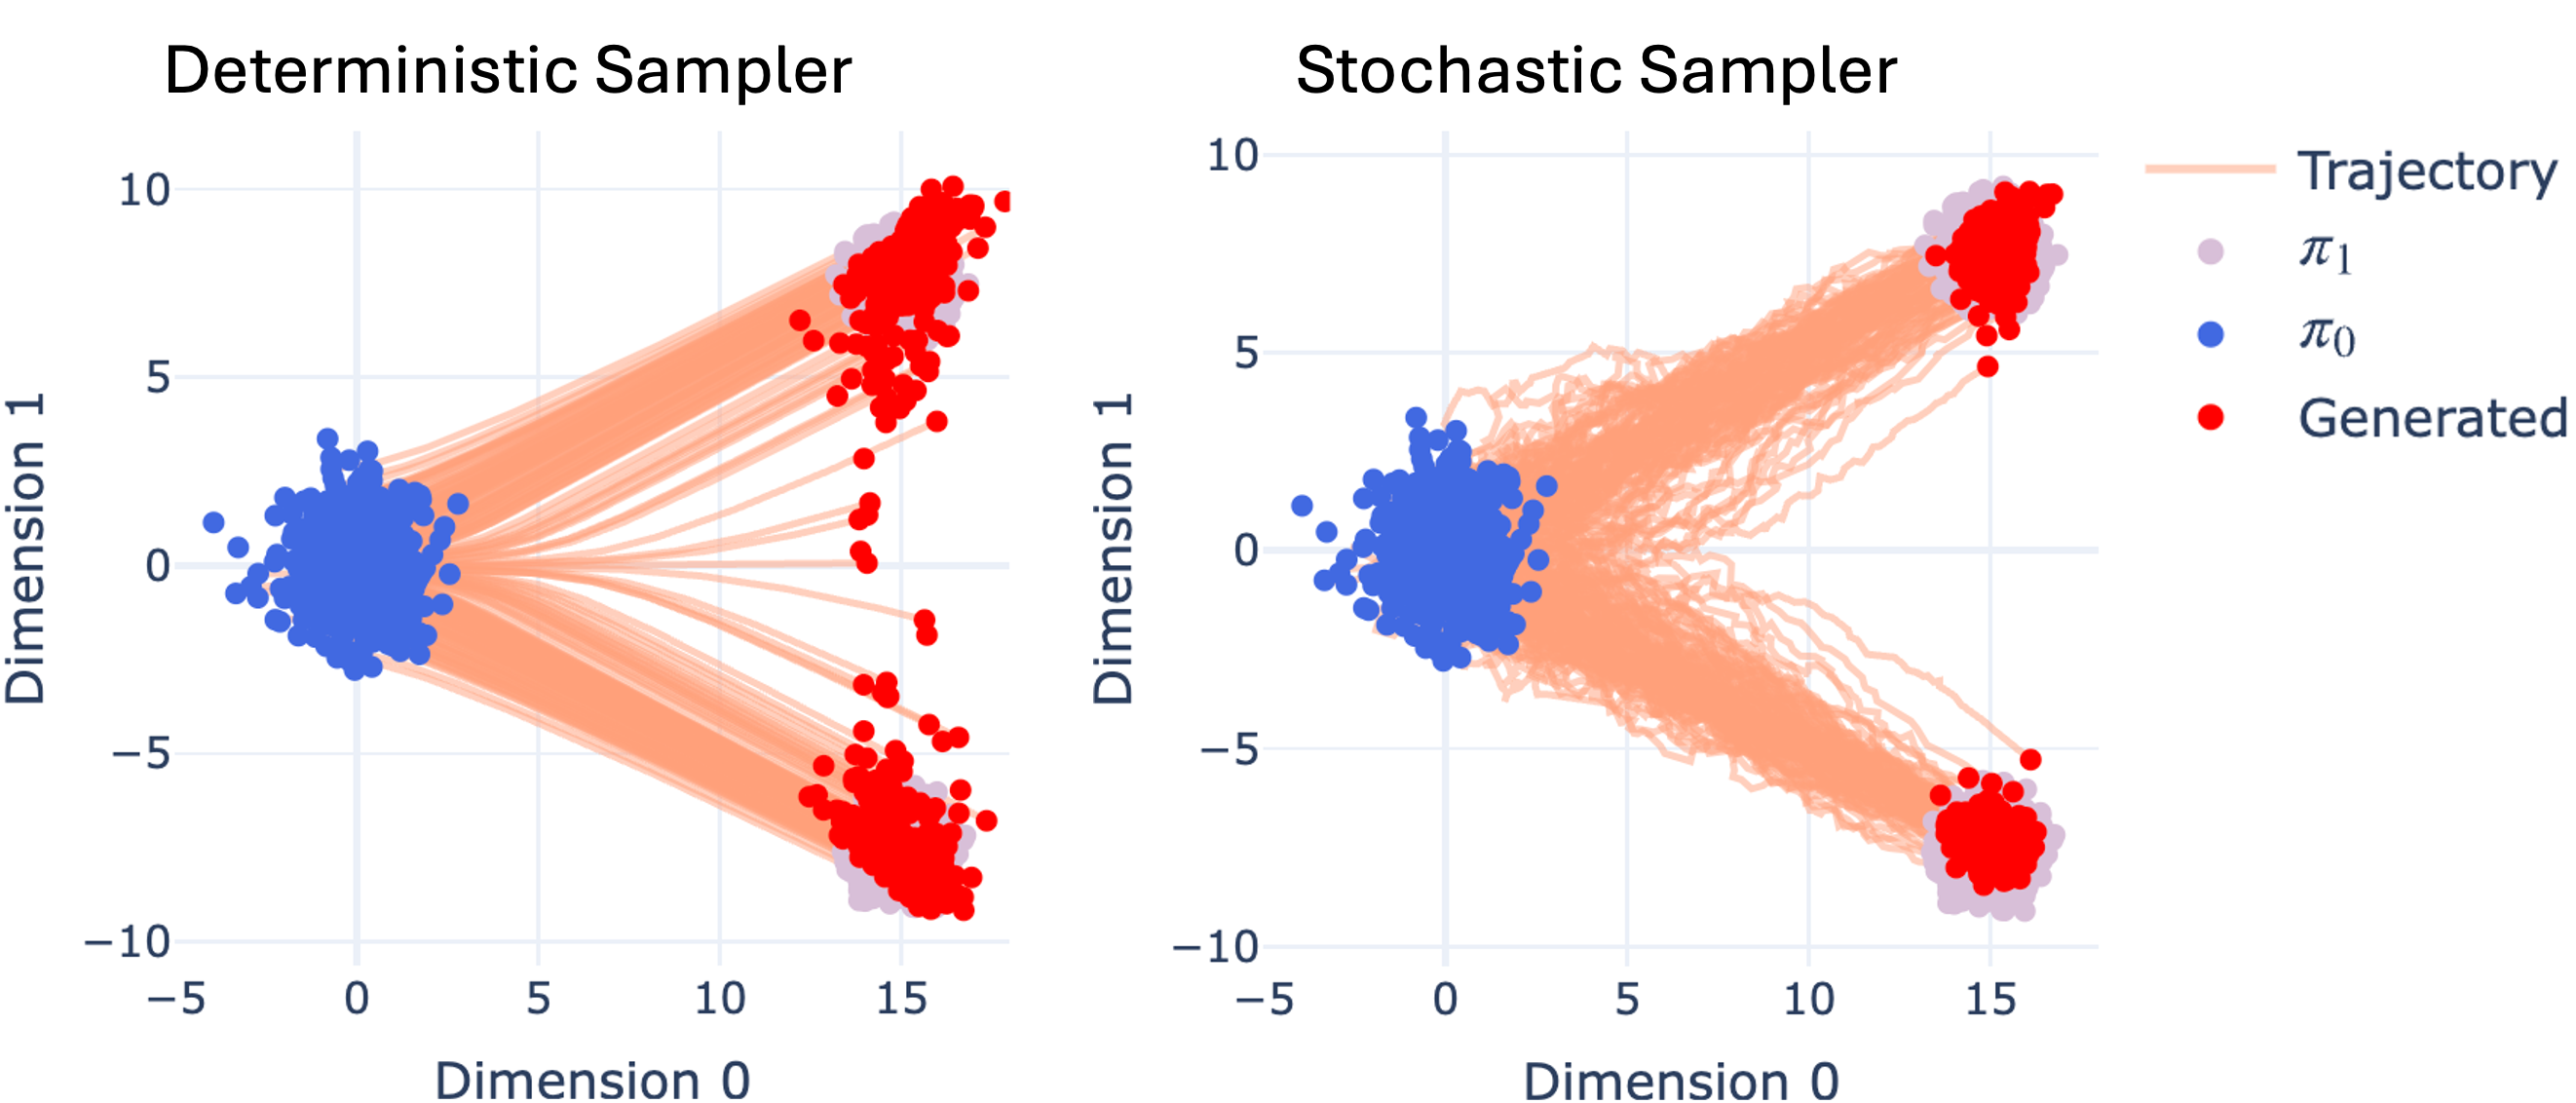 Deterministic Sampler
10
5
0
−5
−10
−5 0 5 10 15
Dimension 0
Dimension 1
Stochastic Sampler
10
5
0
−5
−10
−5 0 5 10 15
Dimension 0
Dimension 1
Trajectory
π₁
π₀
Generated